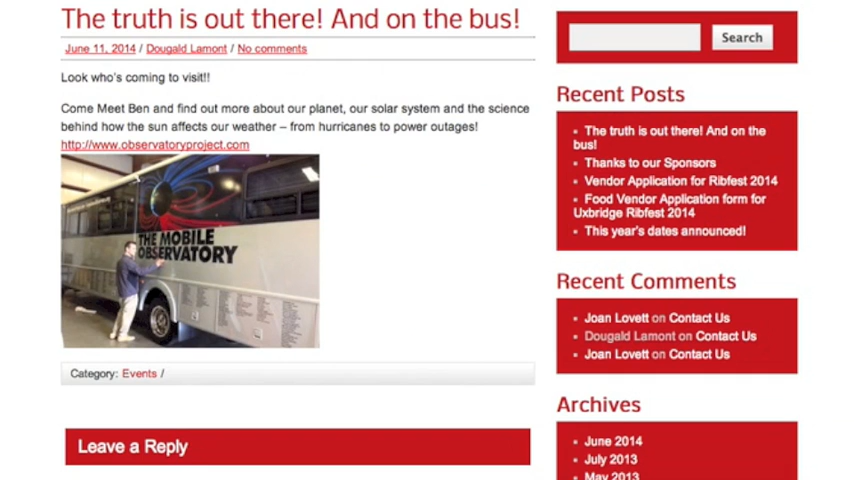 The truth is out there! And on the bus!
June 11, 2014 / Dougald Lamont / No comments
Look who's coming to visit!!
Come Meet Ben and find out more about our planet, our solar system and the science
behind how the sun affects our weather – from hurricanes to power outages!
http://www.observatoryproject.com
THE MOBILE
OBSERVATORY
Category: Events /
Leave a Reply
Search
Recent Posts
The truth is out there! And on the
bus!
Thanks to our Sponsors
Vendor Application for Ribfest 2014
Food Vendor Application form for
Uxbridge Ribfest 2014
This year's dates announced!
Recent Comments
Joan Lovett on Contact Us
Dougald Lamont on Contact Us
Joan Lovett on Contact Us
Archives
June 2014
July 2013
May 2013